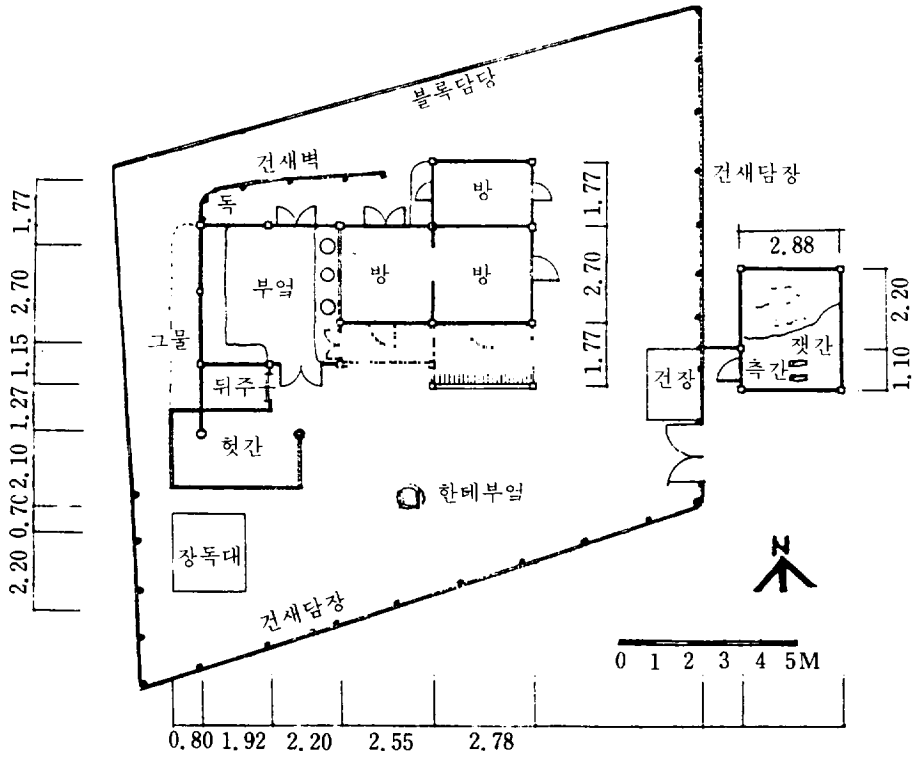 블록담당
건새벽
방
건새담장
독
1.77
1.77
2.88
부엌
방
방
2.70
2.70
2.20
그물
잿간
측간
1.15
1.77
1.10
뒤주
건장
1.27
헛간
2.10
한테부엌
0.70
장독대
2.20
N
건새담장
0 1 2 3 4 5M
0.80 1.92 2.20 2.55 2.78